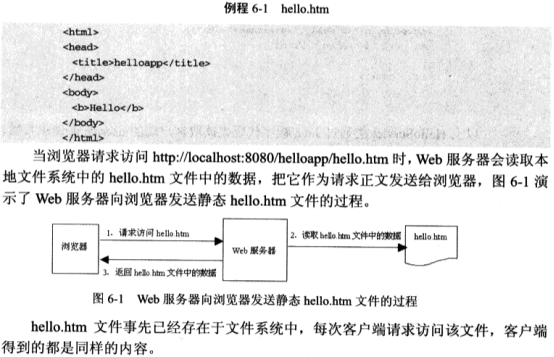 例程 6-1 hello.htm
<html>
<head>
<title>helloapp</title>
</head>
<body>
<b>Hello</b>
</body>
</html>
当浏览器请求访问 http://localhost:8080/helloapp/hello.htm 时, Web 服务器会读取本
地文件系统中的 hello.htm 文件中的数据，把它作为请求正文发送给浏览器，图 6-1 演
示了 Web 服务器向浏览器发送静态 hello.htm 文件的过程。
浏览器
1．请求访问 hello.htm
3．返回 hello.htm 文件中的数据
Web 服务器
2．读取 hello.htm 文件中的数据
hello.htm
图 6-1 Web 服务器向浏览器发送静态 hello.htm 文件的过程
hello.htm 文件事先已经存在于文件系统中，每次客户端请求访问该文件，客户端
得到的都是同样的内容。